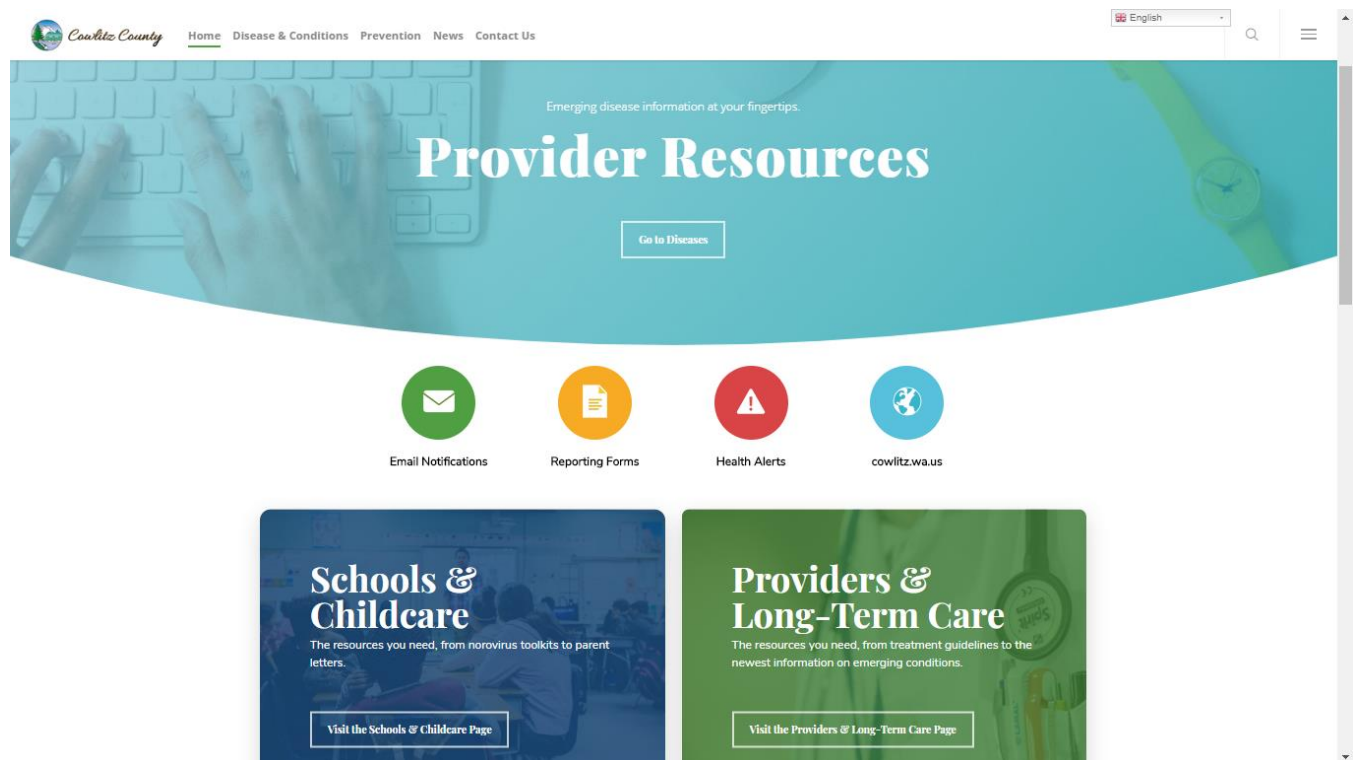 English
Cowlitz County
Home Disease & Conditions Prevention News Contact Us
Emerging disease information at your fingertips.
Provider Resources
Go to Diseases
Email Notifications
Reporting Forms
Health Alerts
cowlitz.wa.us
Schools &
Childcare
The resources you need, from norovirus toolkits to parent
letters.
Visit the Schools & Childcare Page
Providers &
Long-Term Care
The resources you need, from treatment guidelines to the
newest information on emerging conditions.
Visit the Providers & Long-Term Care Page
Spirit